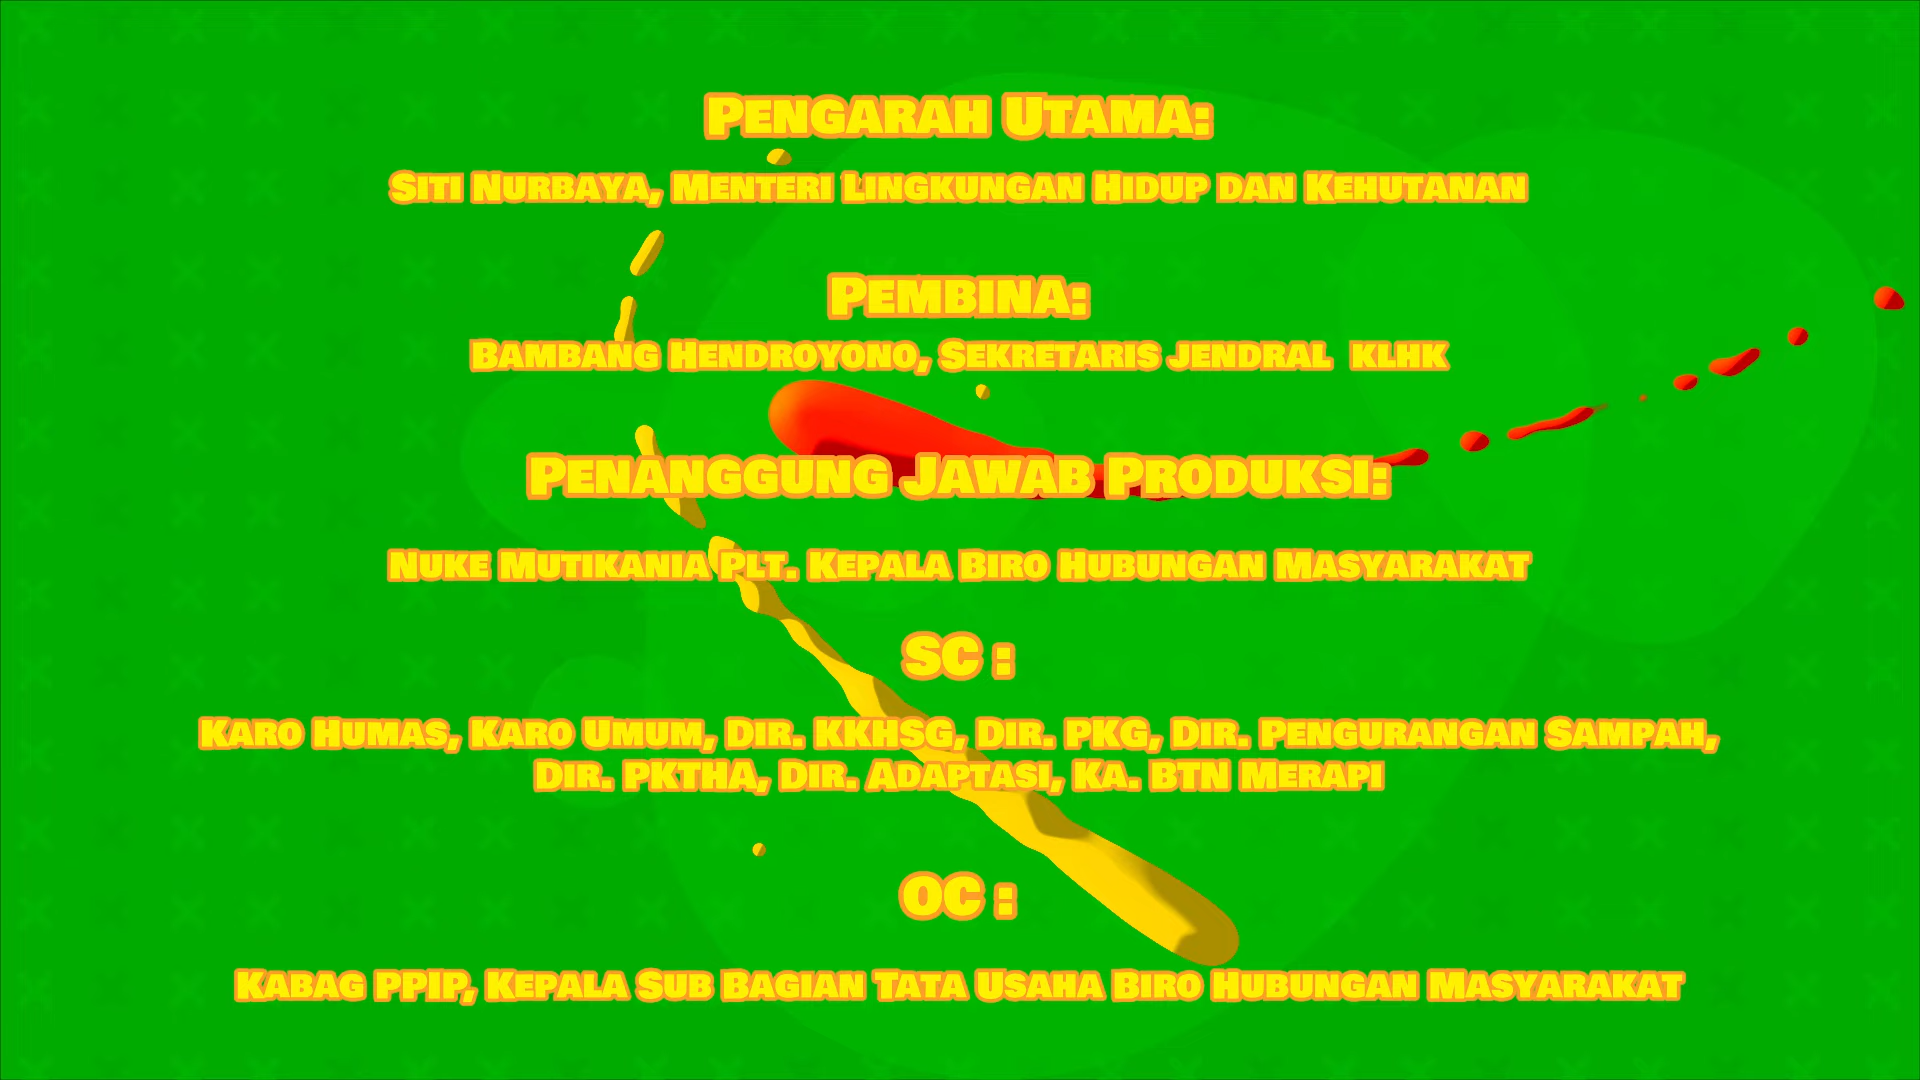 Pengarah Utama:
Siti Nurbaya, Menteri Lingkungan Hidup dan Kehutanan
Pembina:
Bambang Hendroyono, Sekretaris jendral klhk
Penanggung Jawab Produksi:
Nuke Mutikania Plt. Kepala Biro Hubungan Masyarakat
SC :
Karo Humas, Karo Umum, Dir. KKHSG, Dir. PKG, Dir. Pengurangan Sampah,
Dir. PKTHA, Dir. Adaptasi, Ka. BTN Merapi
OC :
Kabag PPIP, Kepala Sub Bagian Tata Usaha Biro Hubungan Masyarakat